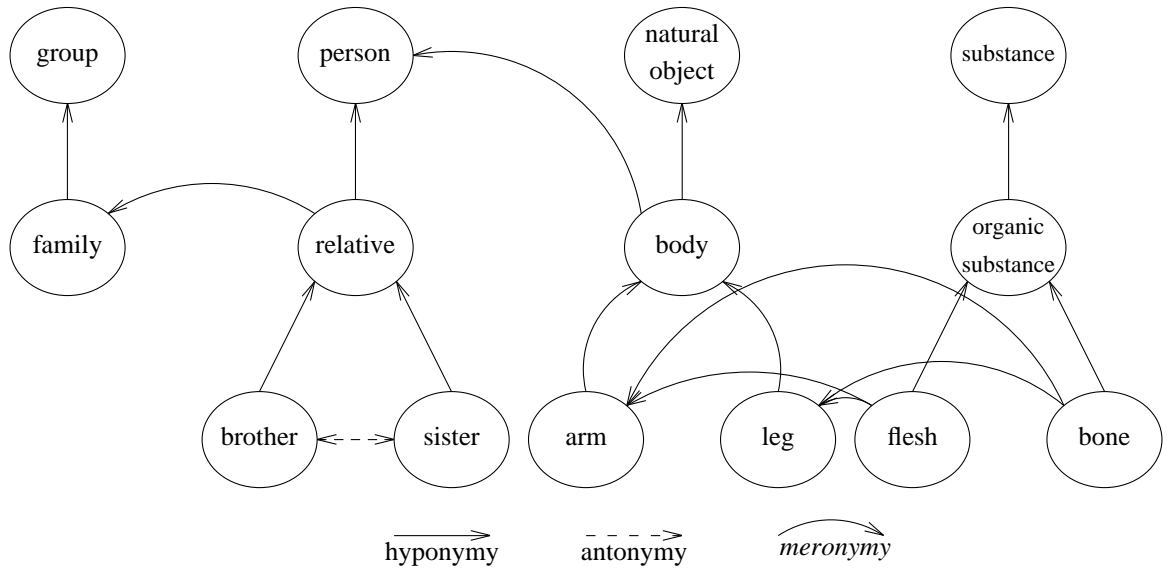 group
person
natural
object
substance
family
relative
body
organic
substance
brother
sister
arm
leg
flesh
bone
hyponymy
antonymy
meronymy